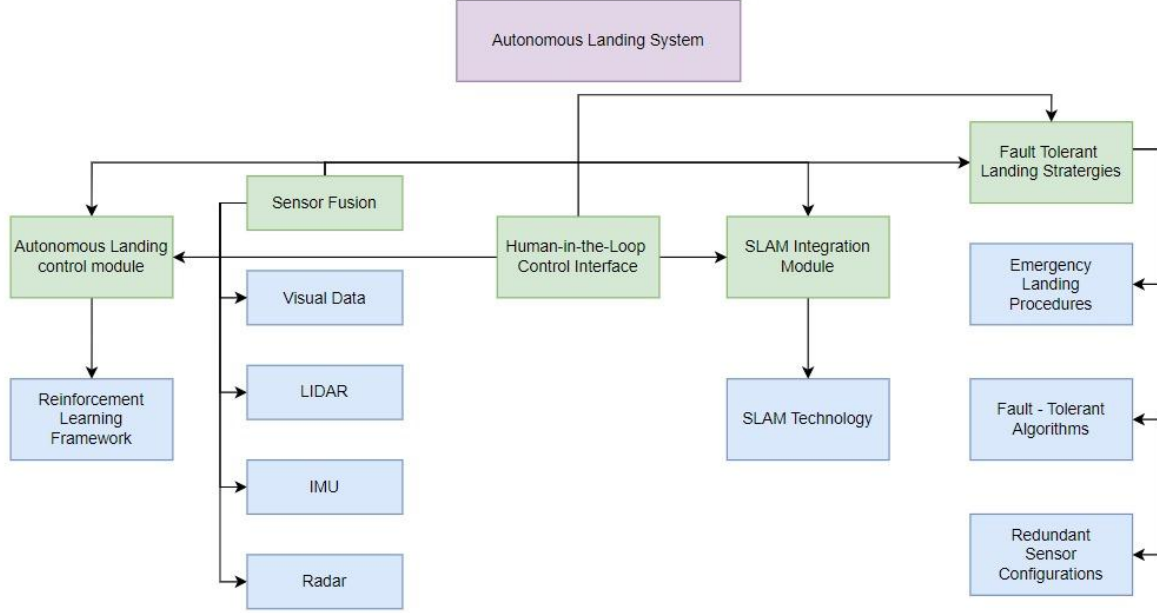 Autonomous Landing System
Fault Tolerant
Landing Stratergies
Sensor Fusion
Autonomous Landing
control module
Human-in-the-Loop
Control Interface
SLAM Integration
Module
Emergency
Landing
Procedures
Visual Data
Reinforcement
Learning
Framework
LIDAR
SLAM Technology
Fault - Tolerant
Algorithms
IMU
Redundant
Sensor
Configurations
Radar